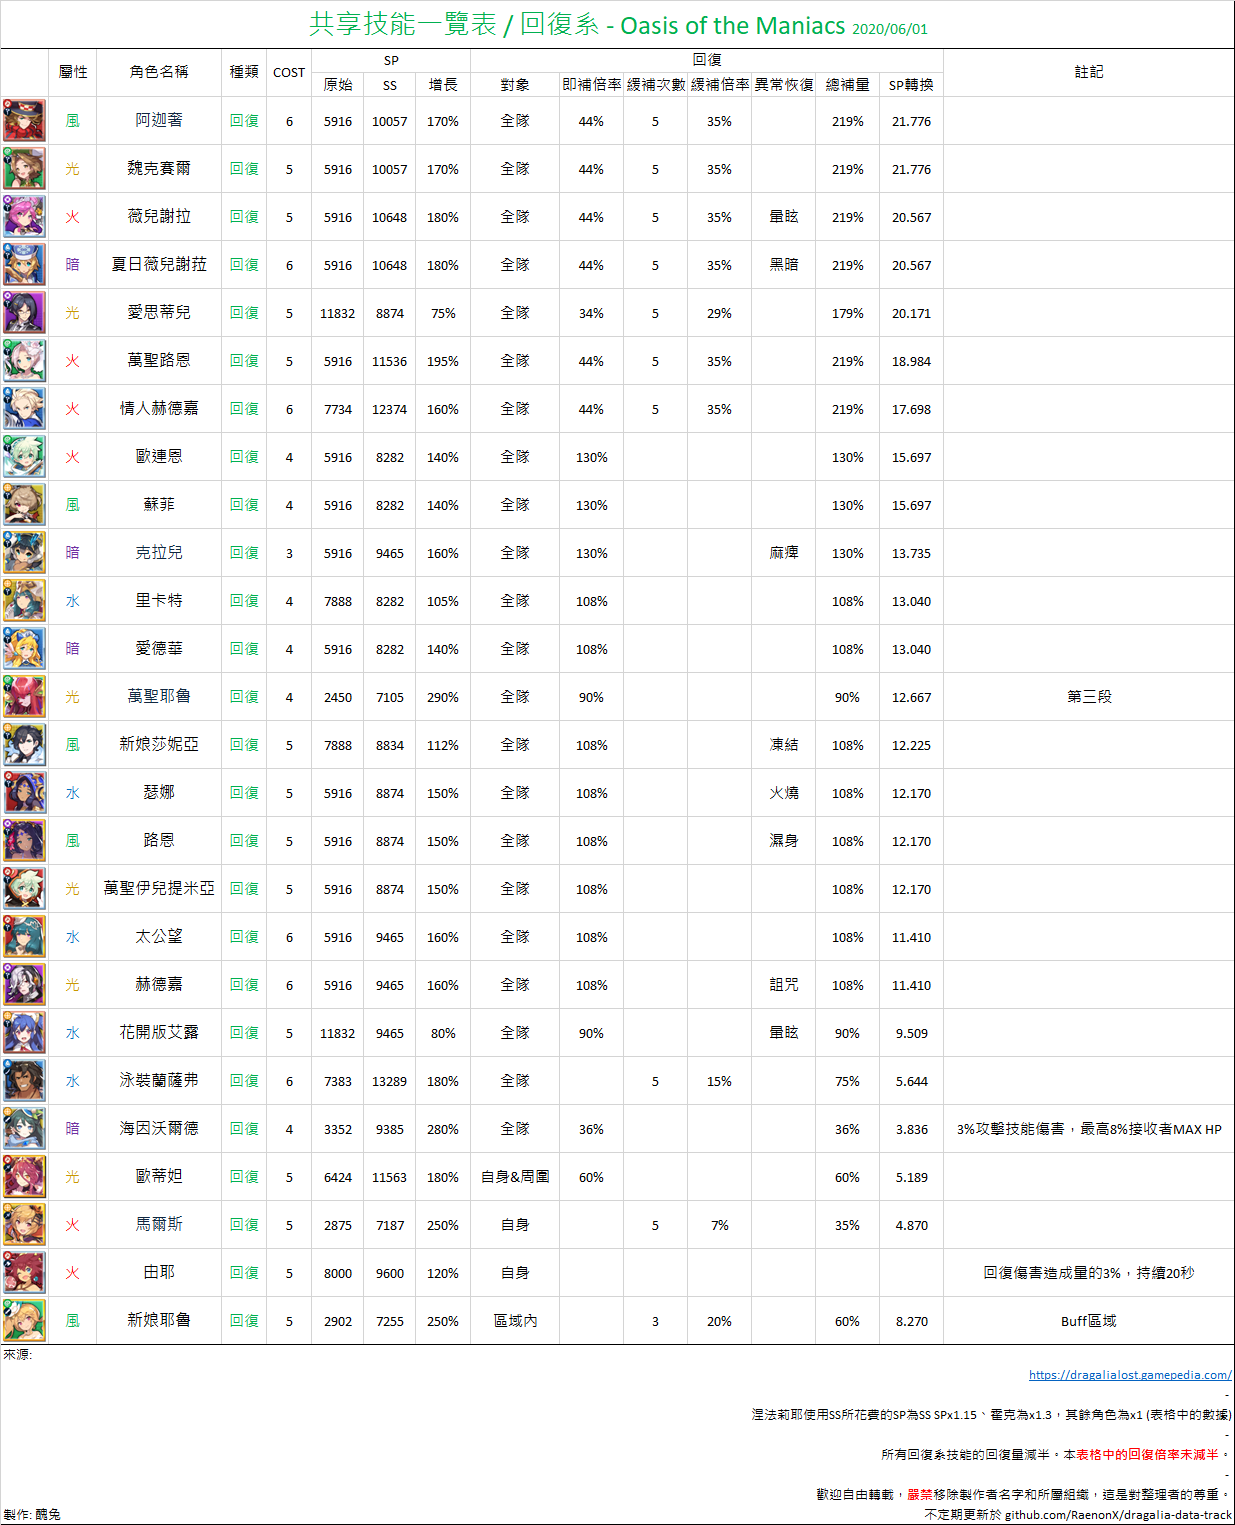 共享技能一覽表 / 回復系 - Oasis of the Maniacs 2020/06/01
屬性 角色名稱 種類 COST SP 回復 註記
原始 SS 增長 對象 即補倍率 緩補次數 緩補倍率 異常恢復 總補量 SP轉換
風 阿迦奢 回復 6 5916 10057 170% 全隊 44% 5 35% 219% 21.776
光 魏克賽爾 回復 5 5916 10057 170% 全隊 44% 5 35% 219% 21.776
火 薇兒謝拉 回復 5 5916 10648 180% 全隊 44% 5 35% 暈眩 219% 20.567
暗 夏日薇兒謝菈 回復 6 5916 10648 180% 全隊 44% 5 35% 黑暗 219% 20.567
光 愛思蒂兒 回復 5 11832 8874 75% 全隊 34% 5 29% 179% 20.171
火 萬聖路恩 回復 5 5916 11536 195% 全隊 44% 5 35% 219% 18.984
火 情人赫德嘉 回復 6 7734 12374 160% 全隊 44% 5 35% 219% 17.698
火 歐連恩 回復 4 5916 8282 140% 全隊 130% 130% 15.697
風 蘇菲 回復 4 5916 8282 140% 全隊 130% 130% 15.697
暗 克拉兒 回復 3 5916 9465 160% 全隊 130% 麻痺 130% 13.735
水 里卡特 回復 4 7888 8282 105% 全隊 108% 108% 13.040
暗 愛德華 回復 4 5916 8282 140% 全隊 108% 108% 13.040
光 萬聖耶魯 回復 4 2450 7105 290% 全隊 90% 90% 12.667 第三段
風 新娘莎妮亞 回復 5 7888 8834 112% 全隊 108% 凍結 108% 12.225
水 瑟娜 回復 5 5916 8874 150% 全隊 108% 火燒 108% 12.170
風 路恩 回復 5 5916 8874 150% 全隊 108% 濕身 108% 12.170
光 萬聖伊兒提米亞 回復 5 5916 8874 150% 全隊 108% 108% 12.170
水 太公望 回復 6 5916 9465 160% 全隊 108% 108% 11.410
光 赫德嘉 回復 6 5916 9465 160% 全隊 108% 詛咒 108% 11.410
水 花開版艾露 回復 5 11832 9465 80% 全隊 90% 暈眩 90% 9.509
水 泳裝蘭薩弗 回復 6 7383 13289 180% 全隊 5 15% 75% 5.644
暗 海因沃爾德 回復 4 3352 9385 280% 全隊 36% 36% 3.836 3%攻擊技能傷害，最高8%接收者MAX HP
光 歐蒂妲 回復 5 6424 11563 180% 自身&周圍 60% 60% 5.189
火 馬爾斯 回復 5 2875 7187 250% 自身 5 7% 35% 4.870
火 由耶 回復 5 8000 9600 120% 自身 回復傷害造成量的3%，持續20秒
風 新娘耶魯 回復 5 2902 7255 250% 區域內 3 20% 60% 8.270 Buff區域
來源:
https://dragalialost.gamepedia.com/
-
涅法莉耶使用SS所花費的SP為SS SPx1.15、霍克為x1.3，其餘角色為x1 (表格中的數據)
-
所有回復系技能的回復量減半。本表格中的回復倍率未減半。
-
歡迎自由轉載，嚴禁移除製作者名字和所屬組織，這是對整理者的尊重。
製作: 醜兔 不定期更新於 github.com/RaenonX/dragalia-data-track